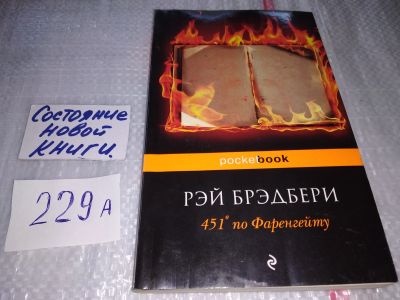 Состояние
новой
книги.
229 А
pocketbook
РЭЙ БРЭДБЕРИ
451° по Фаренгейту